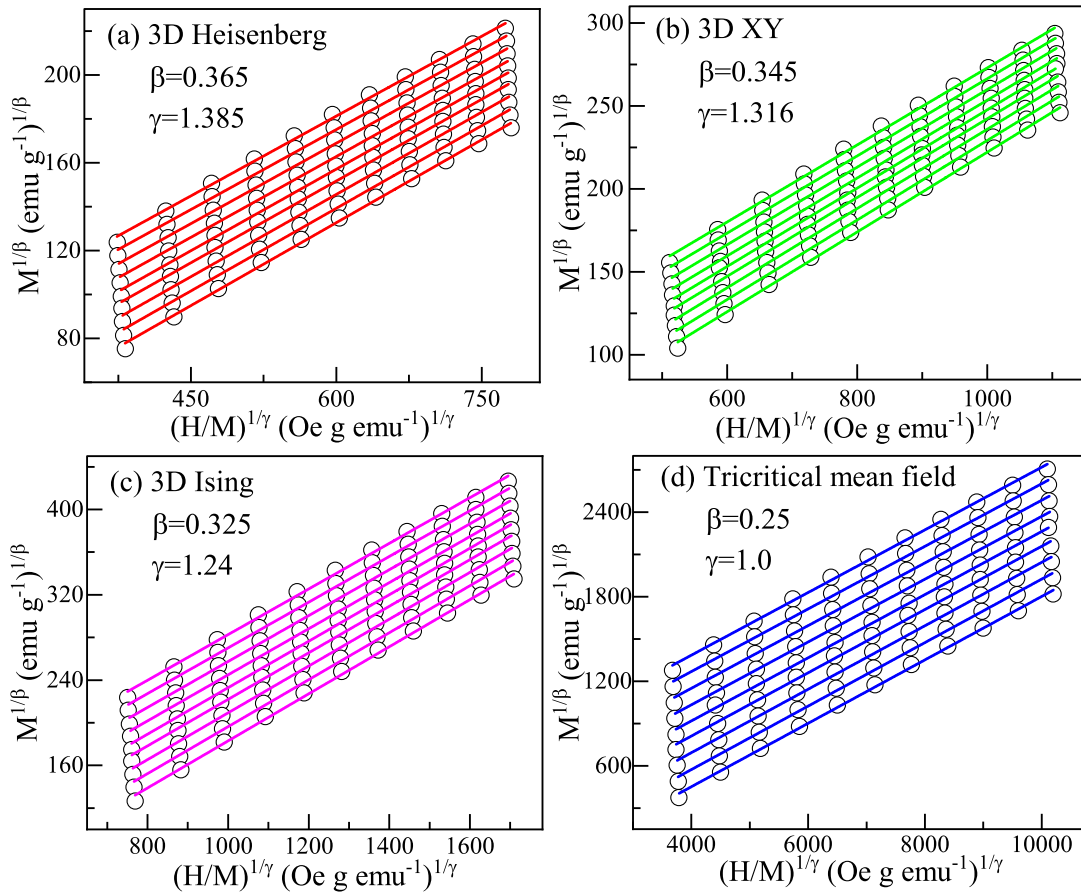 (a) 3D Heisenberg
β=0.365
γ=1.385
200
160
120
80
450
600
750
M^{1/β} (emu g^{-1})^{1/β}
(H/M)^{1/γ} (Oe g emu^{-1})^{1/γ}
(b) 3D XY
β=0.345
γ=1.316
300
250
200
150
100
600
800
1000
M^{1/β} (emu g^{-1})^{1/β}
(H/M)^{1/γ} (Oe g emu^{-1})^{1/γ}
(c) 3D Ising
β=0.325
γ=1.24
400
320
240
160
800
1000
1200
1400
1600
M^{1/β} (emu g^{-1})^{1/β}
(H/M)^{1/γ} (Oe g emu^{-1})^{1/γ}
(d) Tricritical mean field
β=0.25
γ=1.0
2400
1800
1200
600
4000
6000
8000
10000
M^{1/β} (emu g^{-1})^{1/β}
(H/M)^{1/γ} (Oe g emu^{-1})^{1/γ}